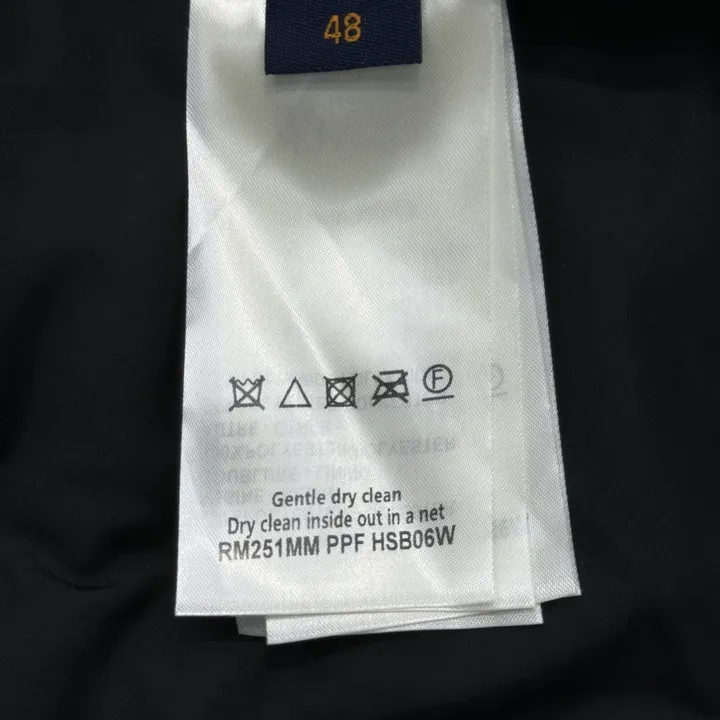 48
F
Gentle dry clean
Dry clean inside out in a net
RM251MM PPF HSB06W